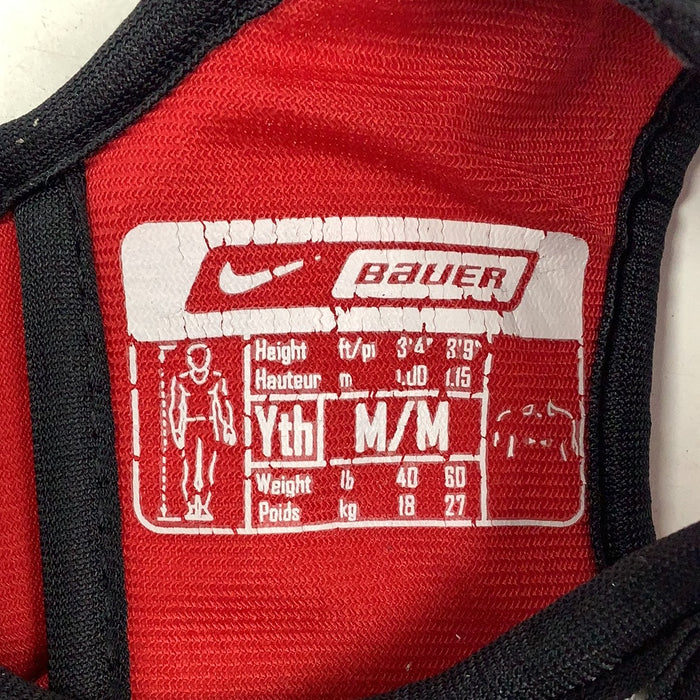 BAUER
Height ft/pi 3'4" 3'9"
Hauteur m 1.00 1.15
Yth M/M
Weight lb 40 60
Poids kg 18 27